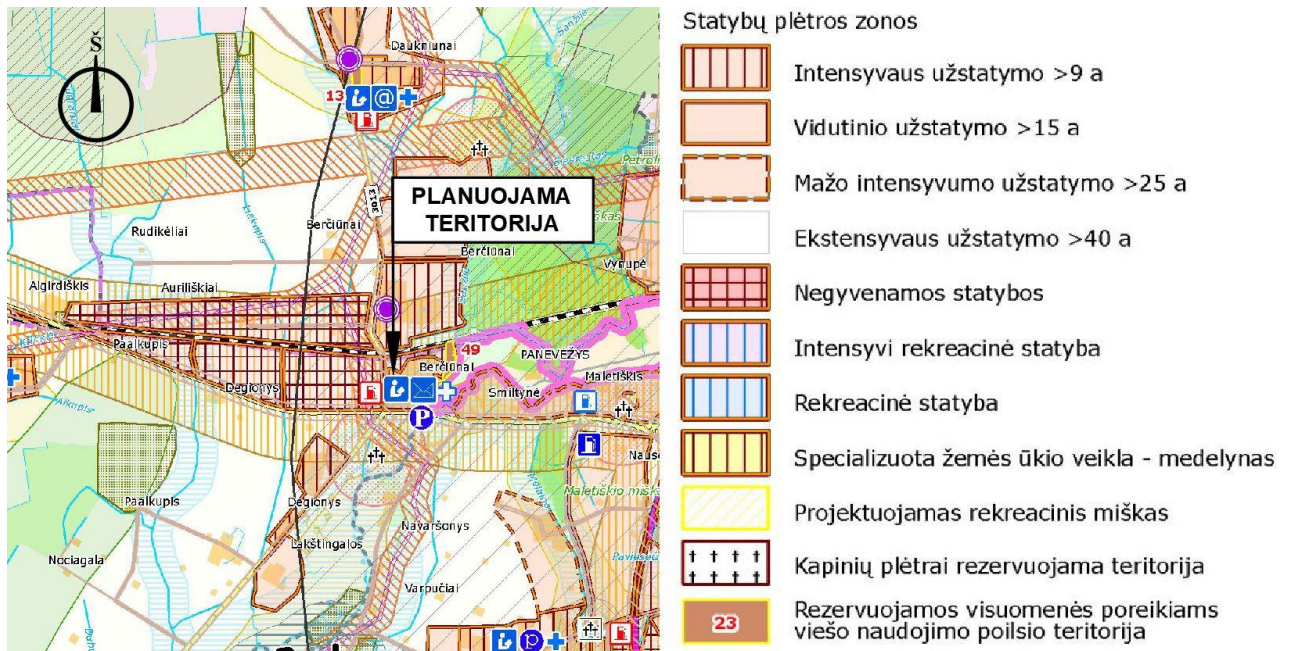 Š
Daukniunai
13
@
3013
PLANUOJAMA
TERITORIJA
Berčiūnai
Rudikėliai
Berčiūnai
Vynupė
Algirdiškis
Auriliškiai
Paalkupis
49
PANEVĖŽYS
Berčiūnai
Maletiškis
Degionys
Smiltynė
P
Degionys
Maletiškio miškas
Paalkupis
Navaršonys
Lakštingalos
Nociagala
Varpučiai
Statybų plėtros zonos
Intensyvaus užstatymo >9 a
Vidutinio užstatymo >15 a
Mažo intensyvumo užstatymo >25 a
Ekstensyvaus užstatymo >40 a
Negyvenamos statybos
Intensyvi rekreacinė statyba
Rekreacinė statyba
Specializuota žemės ūkio veikla - medelynas
Projektuojamas rekreacinis miškas
Kapinių plėtrai rezervuojama teritorija
23
Rezervuojamos visuomenės poreikiams
viešo naudojimo poilsio teritorija